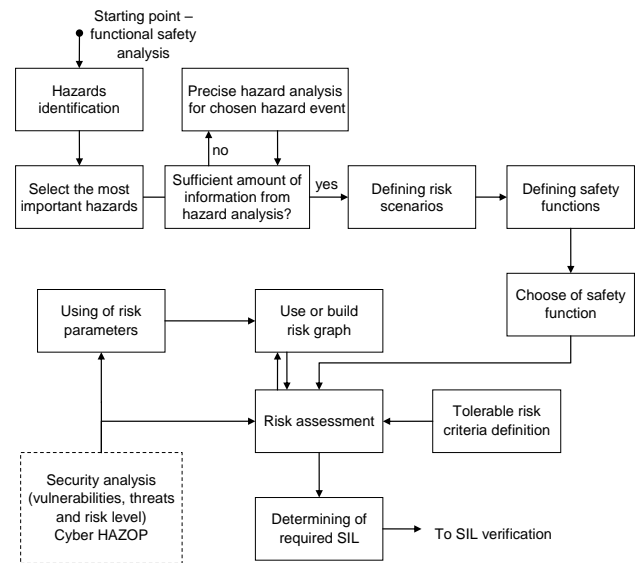 Starting point –
functional safety
analysis
Hazards
identification
Precise hazard analysis
for chosen hazard event
no
Select the most
important hazards
Sufficient amount of
information from
hazard analysis?
yes
Defining risk
scenarios
Defining safety
functions
Using of risk
parameters
Use or build
risk graph
Choose of safety
function
Risk assessment
Tolerable risk
criteria definition
Security analysis
(vulnerabilities, threats
and risk level)
Cyber HAZOP
Determining of
required SIL
To SIL verification